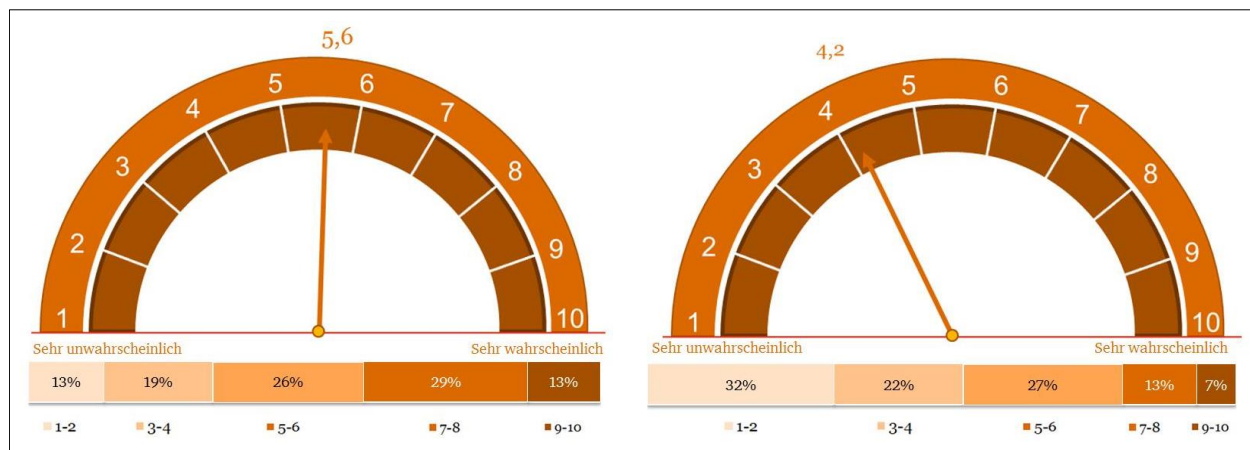 5,6
1 2 3 4 5 6 7 8 9 10
Sehr unwahrscheinlich Sehr wahrscheinlich
13% 19% 26% 29% 13%
1-2 3-4 5-6 7-8 9-10
4,2
1 2 3 4 5 6 7 8 9 10
Sehr unwahrscheinlich Sehr wahrscheinlich
32% 22% 27% 13% 7%
1-2 3-4 5-6 7-8 9-10